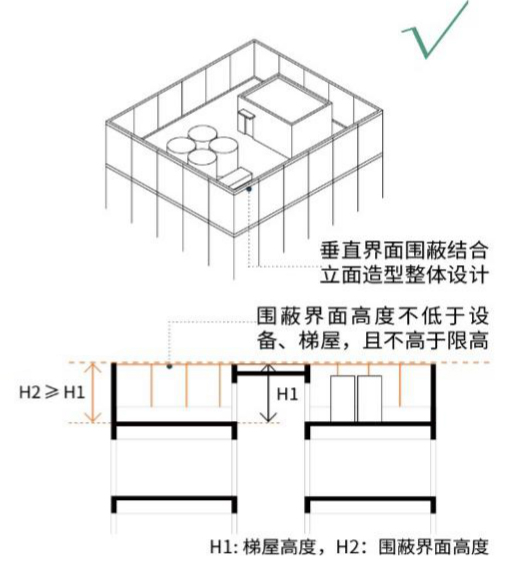 垂直界面围蔽结合
立面造型整体设计
围蔽界面高度不低于设
备、梯屋，且不高于限高
H2≥H1
H1
H1: 梯屋高度，H2：围蔽界面高度